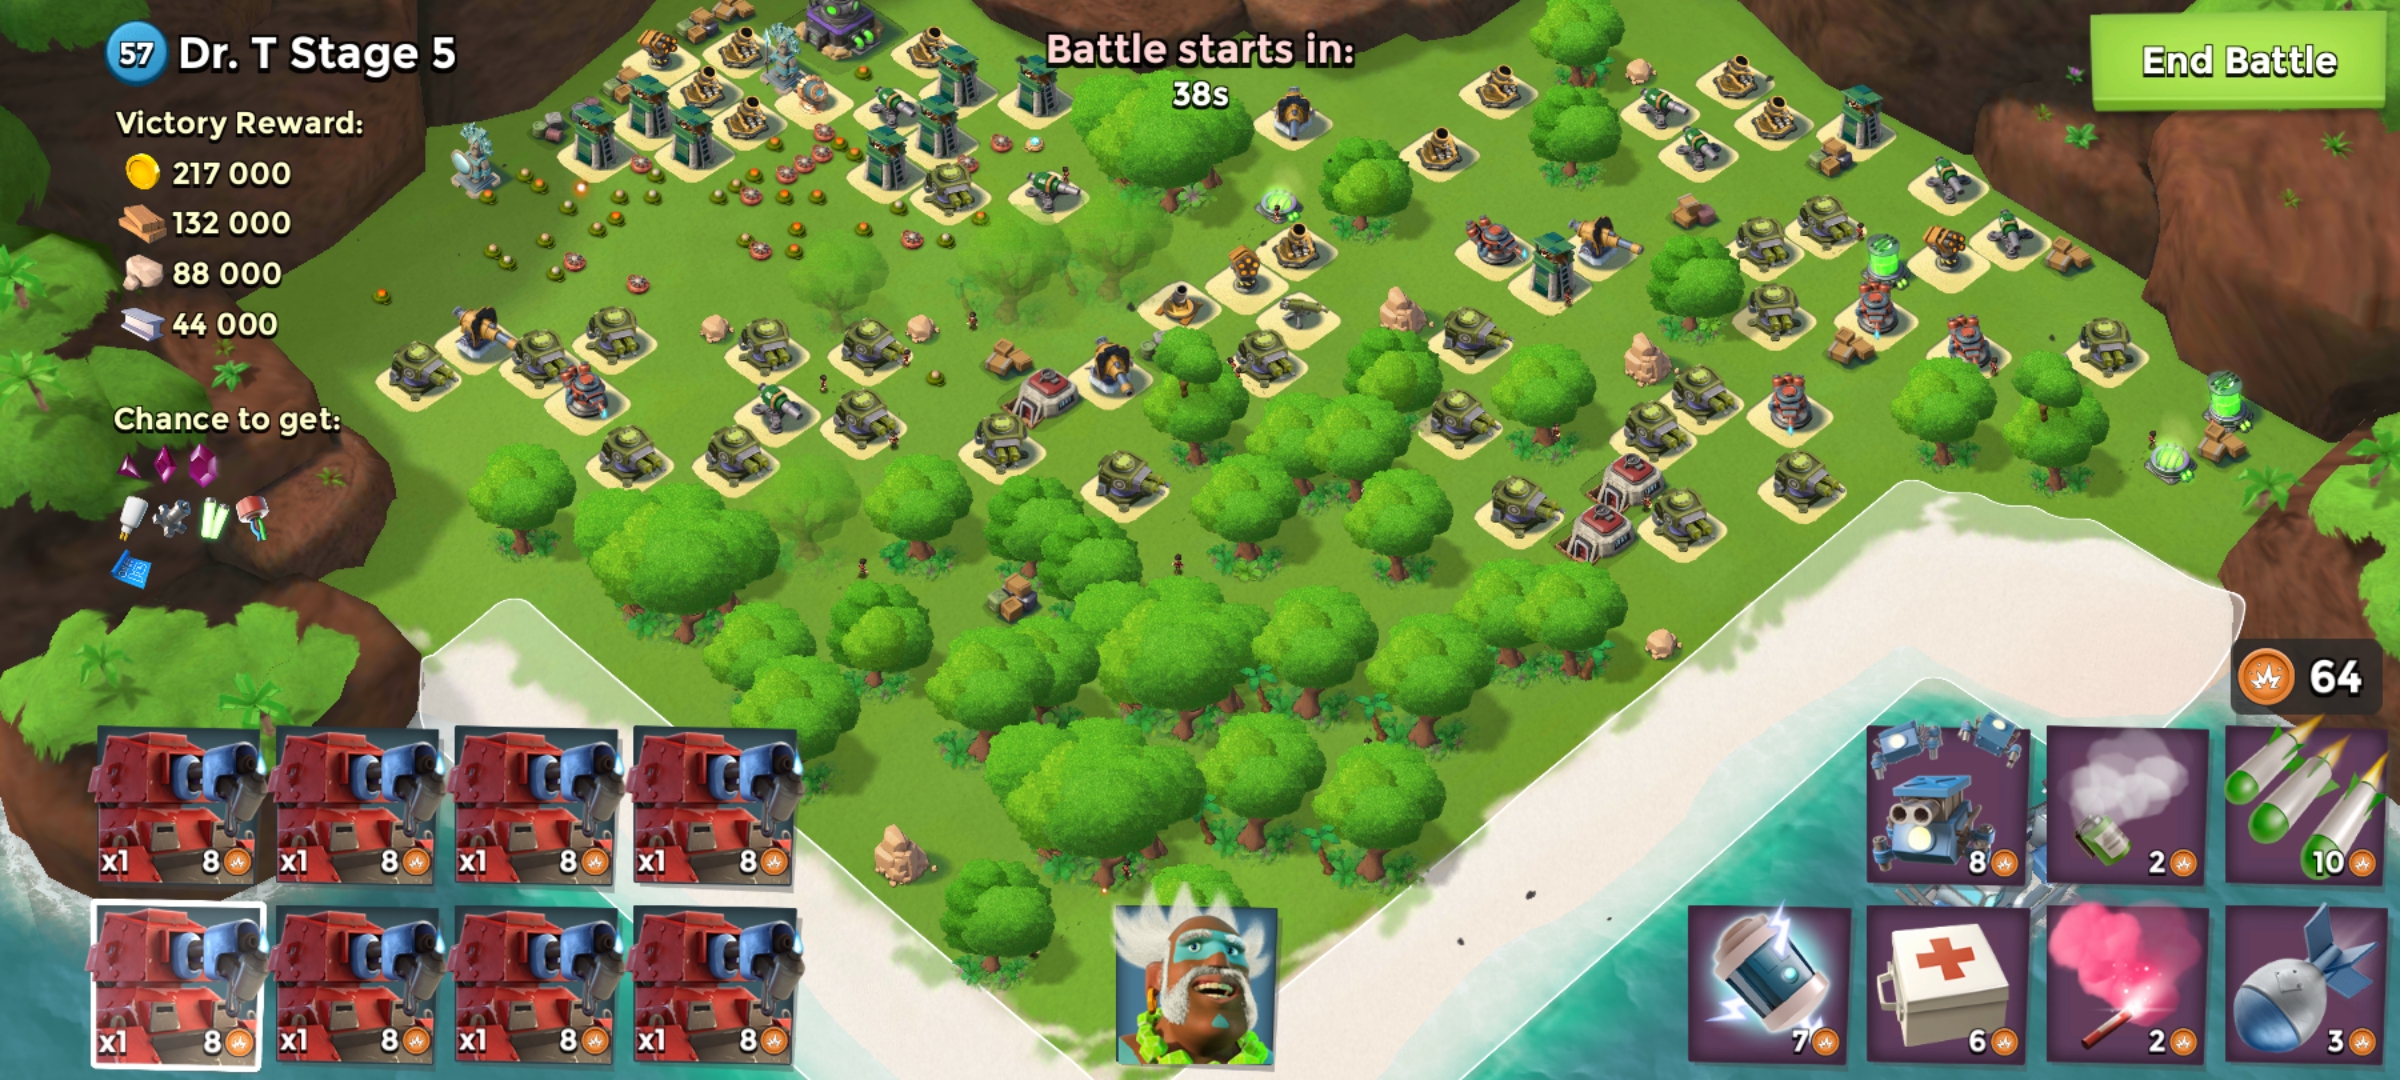 57 Dr. T Stage 5
Battle starts in:
38s
End Battle
Victory Reward:
217 000
132 000
88 000
44 000
Chance to get:
64
x1 8
x1 8
x1 8
x1 8
8
2
10
x1 8
x1 8
x1 8
x1 8
7
6
2
3